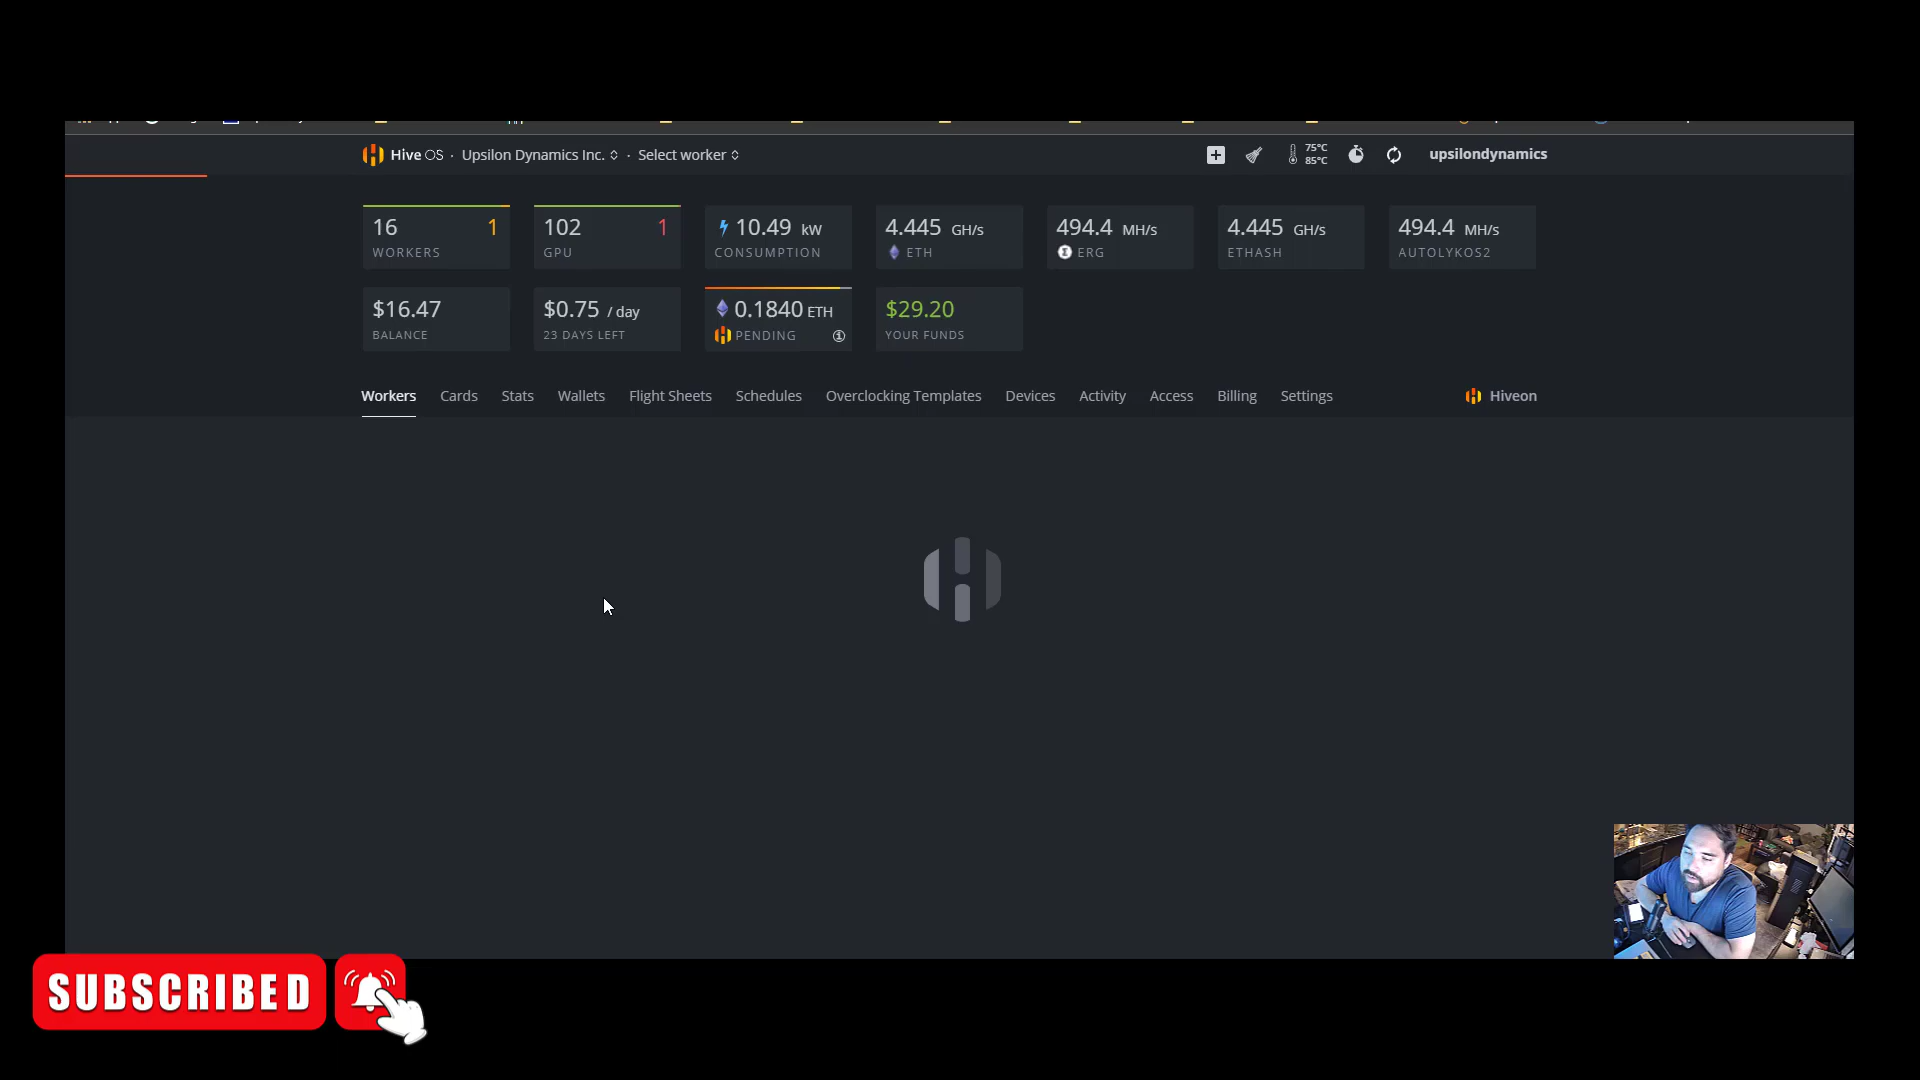 Hive OS · Upsilon Dynamics Inc. · Select worker
75°C
85°C
upsilondynamics
16 1
WORKERS
102 1
GPU
10.49 kW
CONSUMPTION
4.445 GH/s
ETH
494.4 MH/s
ERG
4.445 GH/s
ETHASH
494.4 MH/s
AUTOLYKOS2
$16.47
BALANCE
$0.75 / day
23 DAYS LEFT
0.1840 ETH
PENDING
$29.20
YOUR FUNDS
Workers Cards Stats Wallets Flight Sheets Schedules Overclocking Templates Devices Activity Access Billing Settings Hiveon
SUBSCRIBED